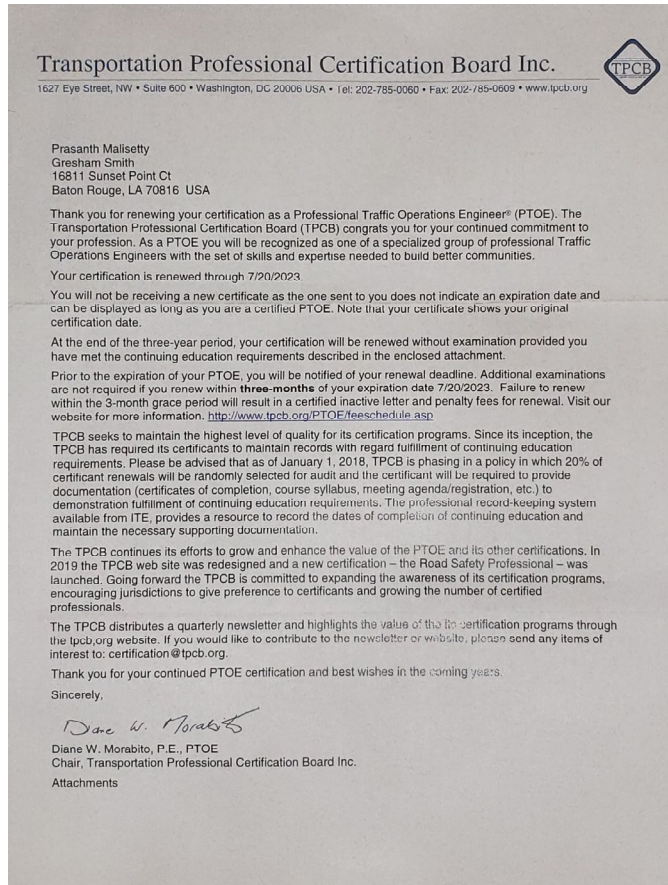 Transportation Professional Certification Board Inc.
TPCB
1627 Eye Street, NW • Suite 600 • Washington, DC 20006 USA • Tel: 202-785-0060 • Fax: 202-785-0609 • www.tpcb.org
Prasanth Malisetty
Gresham Smith
16811 Sunset Point Ct
Baton Rouge, LA 70816 USA
Thank you for renewing your certification as a Professional Traffic Operations Engineer® (PTOE). The
Transportation Professional Certification Board (TPCB) congrats you for your continued commitment to
your profession. As a PTOE you will be recognized as one of a specialized group of professional Traffic
Operations Engineers with the set of skills and expertise needed to build better communities.
Your certification is renewed through 7/20/2023.
You will not be receiving a new certificate as the one sent to you does not indicate an expiration date and
can be displayed as long as you are a certified PTOE. Note that your certificate shows your original
certification date.
At the end of the three-year period, your certification will be renewed without examination provided you
have met the continuing education requirements described in the enclosed attachment.
Prior to the expiration of your PTOE, you will be notified of your renewal deadline. Additional examinations
are not required if you renew within three-months of your expiration date 7/20/2023. Failure to renew
within the 3-month grace period will result in a certified inactive letter and penalty fees for renewal. Visit our
website for more information. http://www.tpcb.org/PTOE/feeschedule.asp
TPCB seeks to maintain the highest level of quality for its certification programs. Since its inception, the
TPCB has required its certificants to maintain records with regard fulfillment of continuing education
requirements. Please be advised that as of January 1, 2018, TPCB is phasing in a policy in which 20% of
certificant renewals will be randomly selected for audit and the certificant will be required to provide
documentation (certificates of completion, course syllabus, meeting agenda/registration, etc.) to
demonstration fulfillment of continuing education requirements. The professional record-keeping system
available from ITE, provides a resource to record the dates of completion of continuing education and
maintain the necessary supporting documentation.
The TPCB continues its efforts to grow and enhance the value of the PTOE and its other certifications. In
2019 the TPCB web site was redesigned and a new certification – the Road Safety Professional – was
launched. Going forward the TPCB is committed to expanding the awareness of its certification programs,
encouraging jurisdictions to give preference to certificants and growing the number of certified
professionals.
The TPCB distributes a quarterly newsletter and highlights the value of the its certification programs through
the tpcb,org website. If you would like to contribute to the newsletter or website, please send any items of
interest to: certification@tpcb.org.
Thank you for your continued PTOE certification and best wishes in the coming years.
Sincerely,
Diane W. Morabito
Diane W. Morabito, P.E., PTOE
Chair, Transportation Professional Certification Board Inc.
Attachments